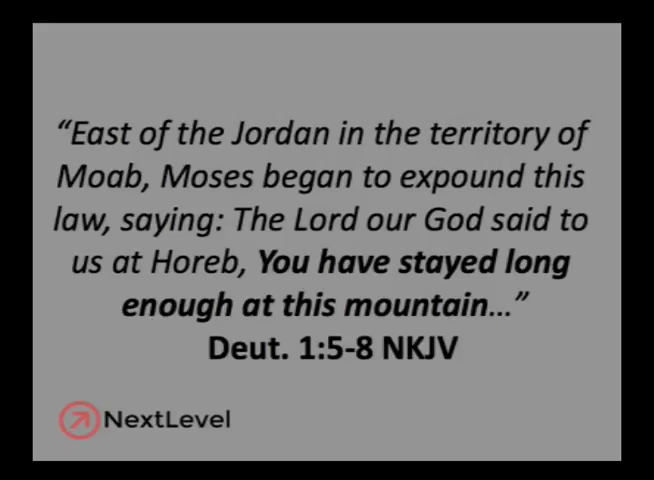 “East of the Jordan in the territory of
Moab, Moses began to expound this
law, saying: The Lord our God said to
us at Horeb, You have stayed long
enough at this mountain…”
Deut. 1:5-8 NKJV
NextLevel